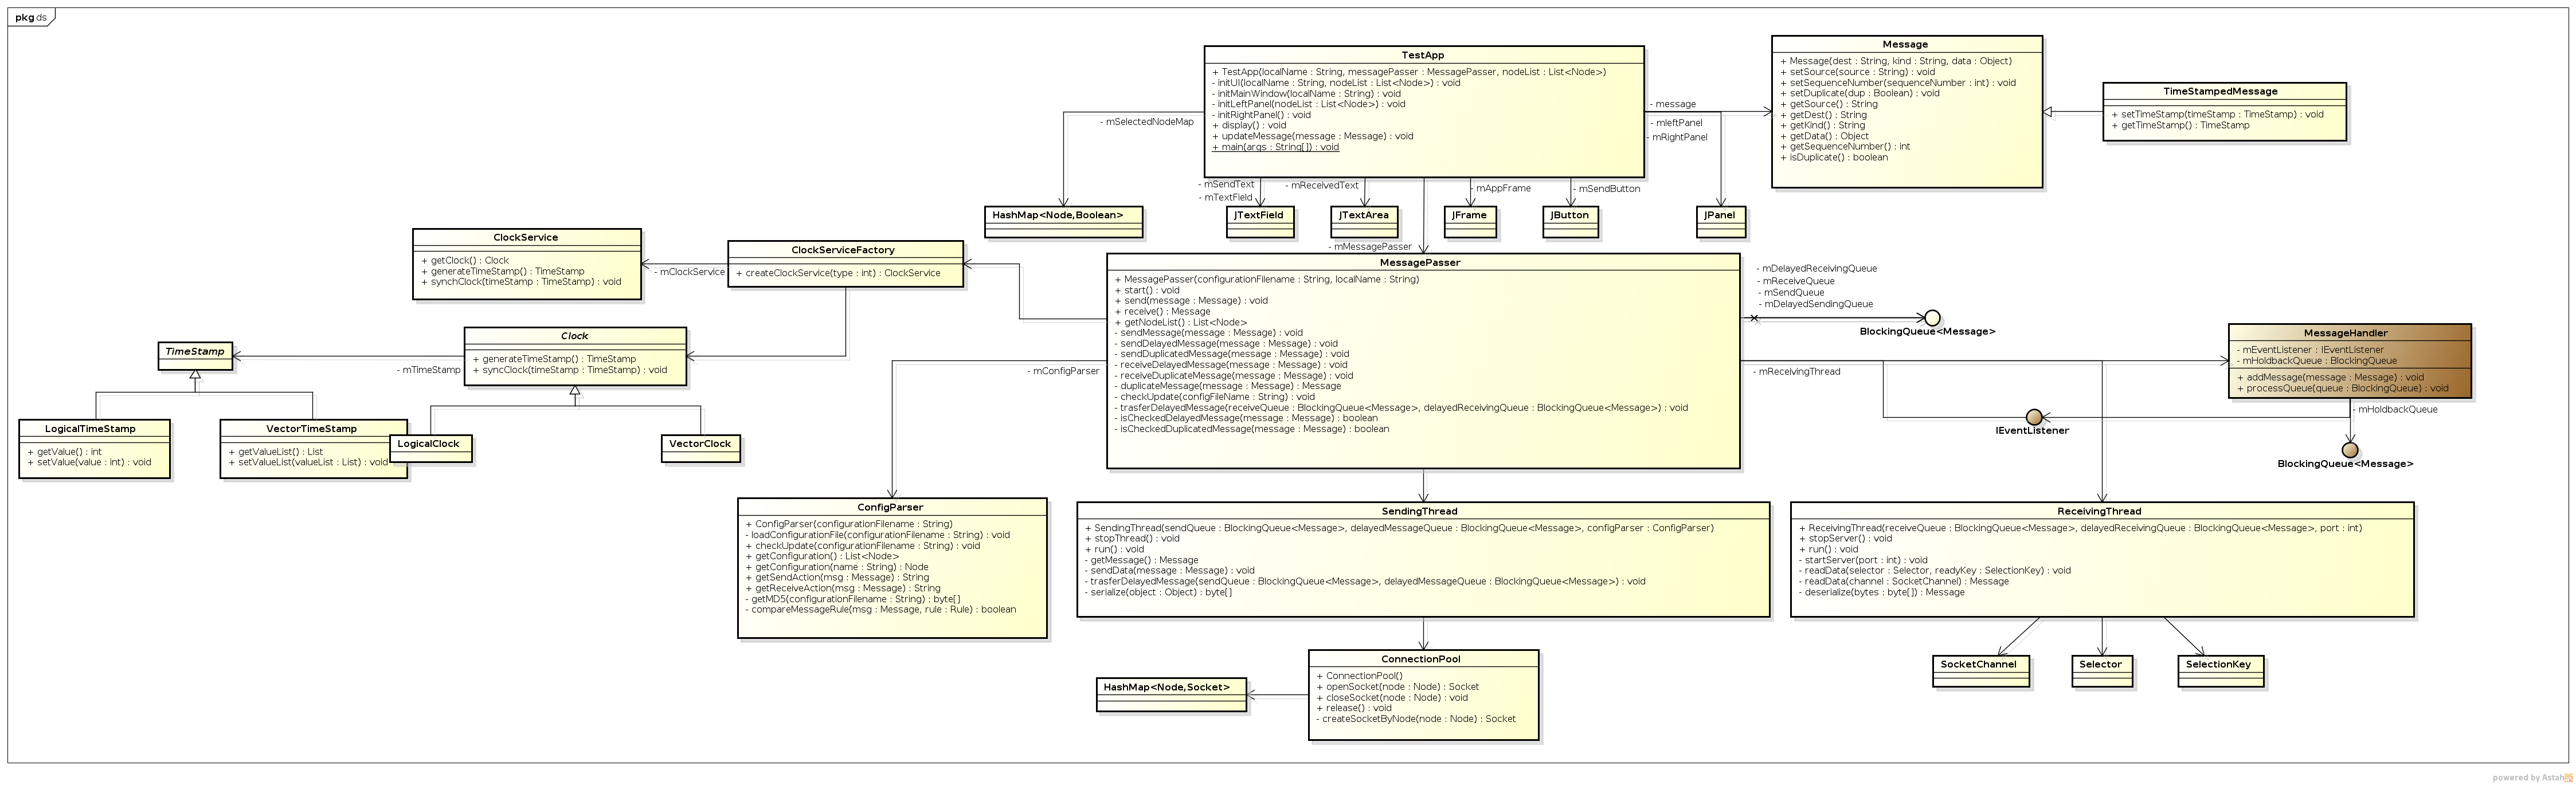 pkg ds
TestApp
+ TestApp(localName : String, messagePasser : MessagePasser, nodeList : List<Node>)
- initUI(localName : String, nodeList : List<Node>) : void
- initMainWindow(localName : String) : void
- initLeftPanel(nodeList : List<Node>) : void
- initRightPanel() : void
+ display() : void
+ updateMessage(message : Message) : void
+ main(args : String[]) : void
Message
+ Message(dest : String, kind : String, data : Object)
+ setSource(source : String) : void
+ setSequenceNumber(sequenceNumber : int) : void
+ setDuplicate(dup : Boolean) : void
+ getSource() : String
+ getDest() : String
+ getKind() : String
+ getData() : Object
+ getSequenceNumber() : int
+ isDuplicate() : boolean
TimeStampedMessage
+ setTimeStamp(timeStamp : TimeStamp) : void
+ getTimeStamp() : TimeStamp
- message
- mleftPanel
- mRightPanel
- mSelectedNodeMap
- mSendText
- mTextField
- mReceivedText
- mAppFrame
- mSendButton
HashMap<Node,Boolean>
JTextField
JTextArea
JFrame
JButton
JPanel
- mMessagePasser
ClockService
+ getClock() : Clock
+ generateTimeStamp() : TimeStamp
+ synchClock(timeStamp : TimeStamp) : void
- mClockService
ClockServiceFactory
+ createClockService(type : int) : ClockService
MessagePasser
+ MessagePasser(configurationFilename : String, localName : String)
+ start() : void
+ send(message : Message) : void
+ receive() : Message
+ getNodeList() : List<Node>
- sendMessage(message : Message) : void
- sendDelayedMessage(message : Message) : void
- sendDuplicatedMessage(message : Message) : void
- receiveDelayedMessage(message : Message) : void
- receiveDuplicateMessage(message : Message) : void
- duplicateMessage(message : Message) : Message
- checkUpdate(configFileName : String) : void
- trasferDelayedMessage(receiveQueue : BlockingQueue<Message>, delayedReceivingQueue : BlockingQueue<Message>) : void
- isCheckedDelayedMessage(message : Message) : boolean
- isCheckedDuplicatedMessage(message : Message) : boolean
- mDelayedReceivingQueue
- mReceiveQueue
- mSendQueue
- mDelayedSendingQueue
BlockingQueue<Message>
MessageHandler
- mEventListener : IEventListener
- mHoldbackQueue : BlockingQueue
+ addMessage(message : Message) : void
+ processQueue(queue : BlockingQueue) : void
- mReceivingThread
- mHoldbackQueue
IEventListener
BlockingQueue<Message>
Clock
+ generateTimeStamp() : TimeStamp
+ syncClock(timeStamp : TimeStamp) : void
TimeStamp
- mTimeStamp
- mConfigParser
LogicalTimeStamp
+ getValue() : int
+ setValue(value : int) : void
VectorTimeStamp
+ getValueList() : List
+ setValueList(valueList : List) : void
LogicalClock
VectorClock
ConfigParser
+ ConfigParser(configurationFilename : String)
- loadConfigurationFile(configurationFilename : String) : void
+ checkUpdate(configurationFilename : String) : void
+ getConfiguration() : List<Node>
+ getConfiguration(name : String) : Node
+ getSendAction(msg : Message) : String
+ getReceiveAction(msg : Message) : String
- getMD5(configurationFilename : String) : byte[]
- compareMessageRule(msg : Message, rule : Rule) : boolean
SendingThread
+ SendingThread(sendQueue : BlockingQueue<Message>, delayedMessageQueue : BlockingQueue<Message>, configParser : ConfigParser)
+ stopThread() : void
+ run() : void
- getMessage() : Message
- sendData(message : Message) : void
- trasferDelayedMessage(sendQueue : BlockingQueue<Message>, delayedMessageQueue : BlockingQueue<Message>) : void
- serialize(object : Object) : byte[]
ReceivingThread
+ ReceivingThread(receiveQueue : BlockingQueue<Message>, delayedReceivingQueue : BlockingQueue<Message>, port : int)
+ stopServer() : void
+ run() : void
- startServer(port : int) : void
- readData(selector : Selector, readyKey : SelectionKey) : void
- readData(channel : SocketChannel) : Message
- deserialize(bytes : byte[]) : Message
ConnectionPool
+ ConnectionPool()
+ openSocket(node : Node) : Socket
+ closeSocket(node : Node) : void
+ release() : void
- createSocketByNode(node : Node) : Socket
HashMap<Node,Socket>
SocketChannel
Selector
SelectionKey
powered by Astah